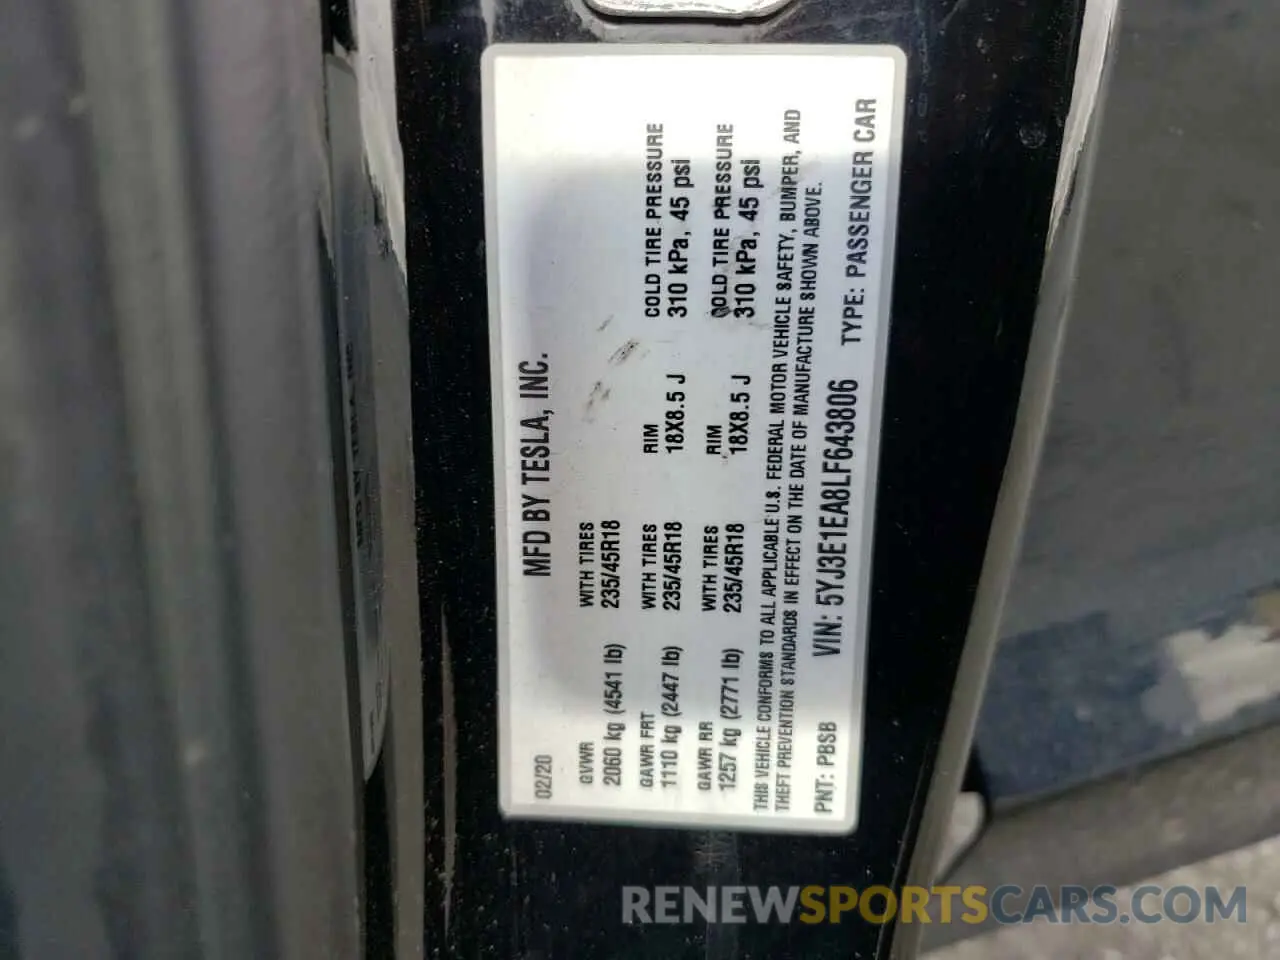 MFD BY TESLA, INC.
02/20
GVWR WITH TIRES
2060 kg (4541 lb) 235/45R18
GAWR FRT WITH TIRES RIM COLD TIRE PRESSURE
1110 kg (2447 lb) 235/45R18 18X8.5 J 310 kPa, 45 psi
GAWR RR WITH TIRES RIM COLD TIRE PRESSURE
1257 kg (2771 lb) 235/45R18 18X8.5 J 310 kPa, 45 psi
THIS VEHICLE CONFORMS TO ALL APPLICABLE U.S. FEDERAL MOTOR VEHICLE SAFETY, BUMPER, AND
THEFT PREVENTION STANDARDS IN EFFECT ON THE DATE OF MANUFACTURE SHOWN ABOVE.
PNT: PBSB VIN: 5YJ3E1EA8LF643806 TYPE: PASSENGER CAR
RENEWSPORTSCARS.COM